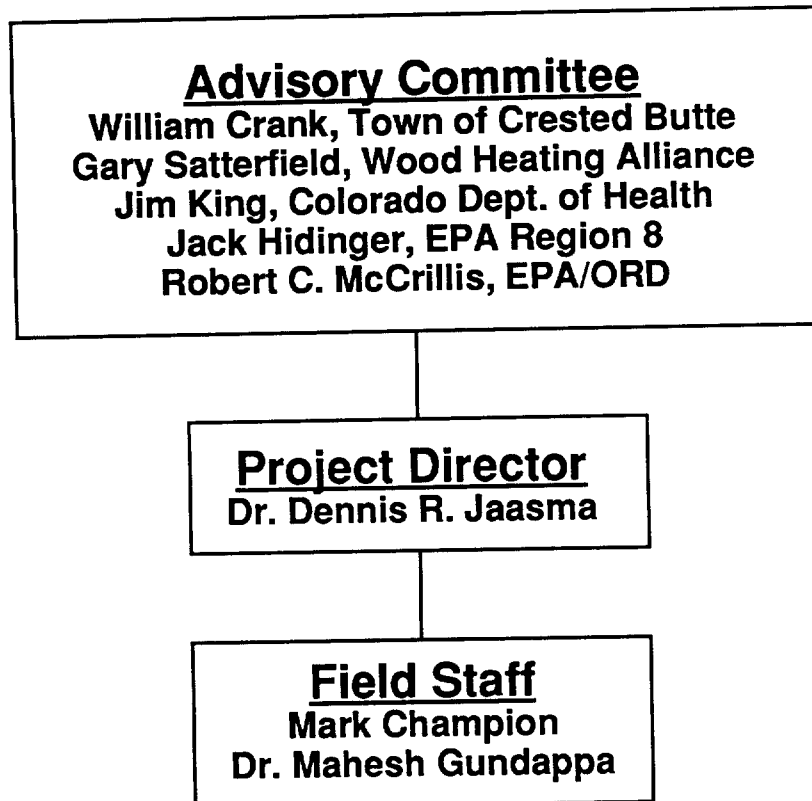 Advisory Committee
William Crank, Town of Crested Butte
Gary Satterfield, Wood Heating Alliance
Jim King, Colorado Dept. of Health
Jack Hidinger, EPA Region 8
Robert C. McCrillis, EPA/ORD
Project Director
Dr. Dennis R. Jaasma
Field Staff
Mark Champion
Dr. Mahesh Gundappa